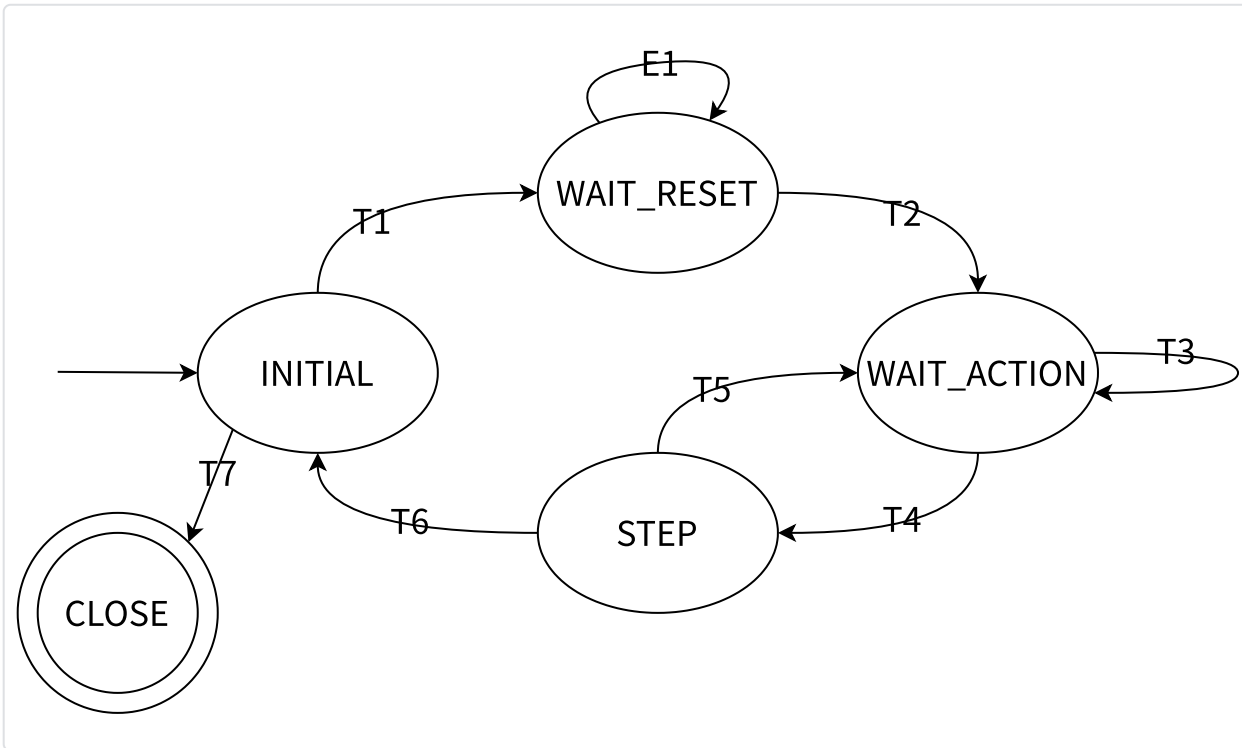 E1
WAIT_RESET
T1
T2
INITIAL
T3
WAIT_ACTION
T5
T7
T6
T4
STEP
CLOSE